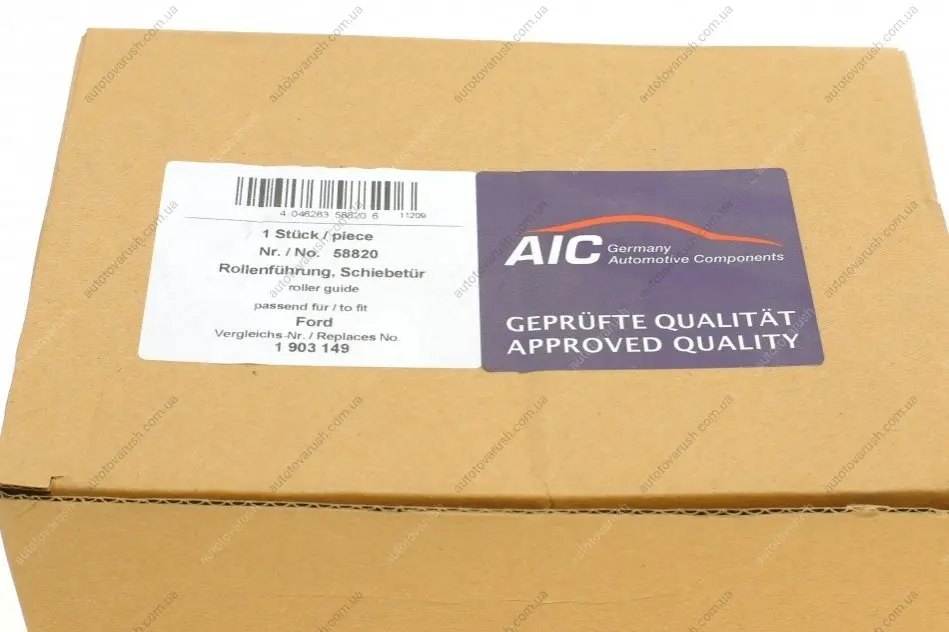 4 046283 58820 6 11209
1 Stück / piece
Nr. / No. 58820
Rollenführung, Schiebetür
roller guide
passend für / to fit
Ford
Vergleichs-Nr. / Replaces No.
1 903 149
AIC Germany
Automotive Components
GEPRÜFTE QUALITÄT
APPROVED QUALITY
autotovarush.com.ua